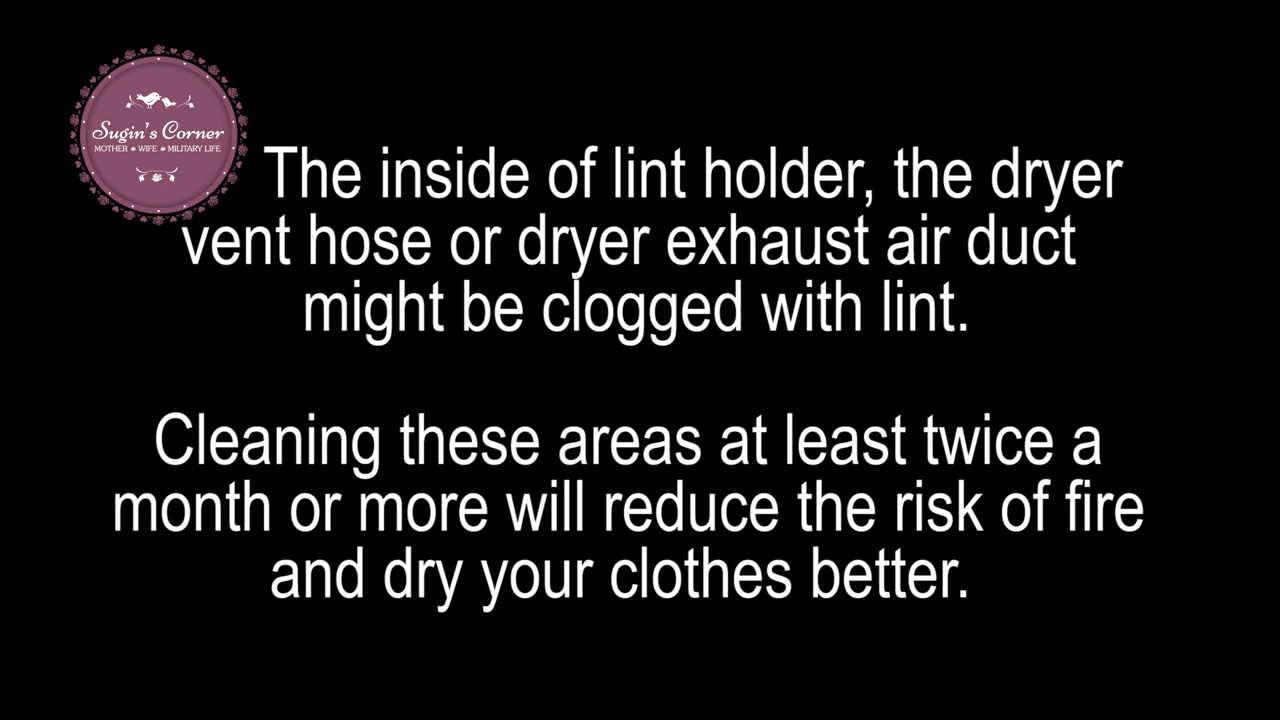 Sugin's Corner
MOTHER WIFE MILITARY LIFE
The inside of lint holder, the dryer
vent hose or dryer exhaust air duct
might be clogged with lint.
Cleaning these areas at least twice a
month or more will reduce the risk of fire
and dry your clothes better.